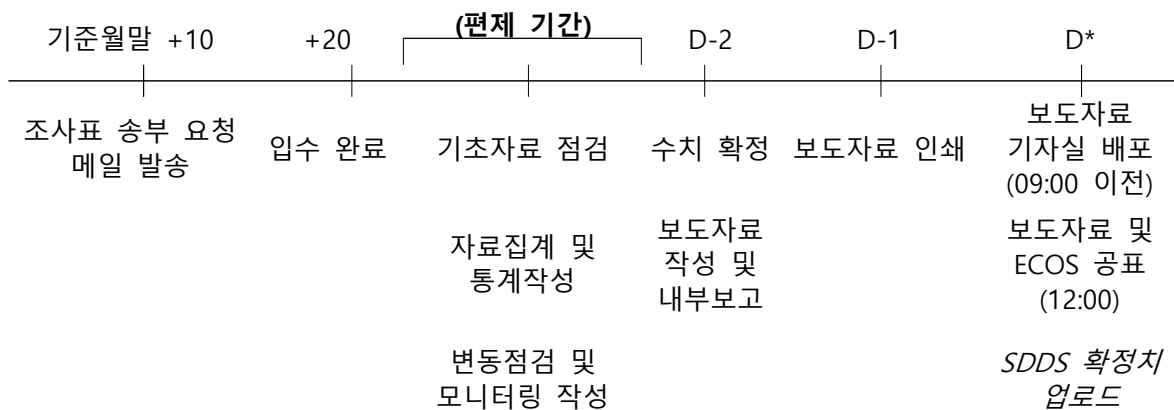 기준월말 +10
+20
(편제 기간)
D-2
D-1
D*
조사표 송부 요청
메일 발송
입수 완료
기초자료 점검
수치 확정
보도자료 인쇄
보도자료
기자실 배포
(09:00 이전)
자료집계 및
통계작성
보도자료
작성 및
내부보고
보도자료 및
ECOS 공표
(12:00)
변동점검 및
모니터링 작성
SDDS 확정치
업로드